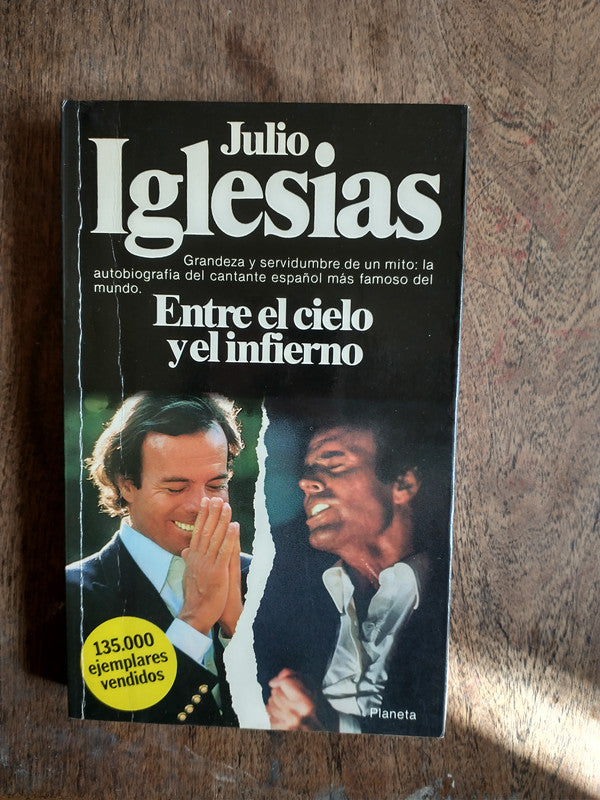 Julio
Iglesias
Grandeza y servidumbre de un mito: la
autobiografía del cantante español más famoso del
mundo.
Entre el cielo
y el infierno
135.000
ejemplares
vendidos
Planeta